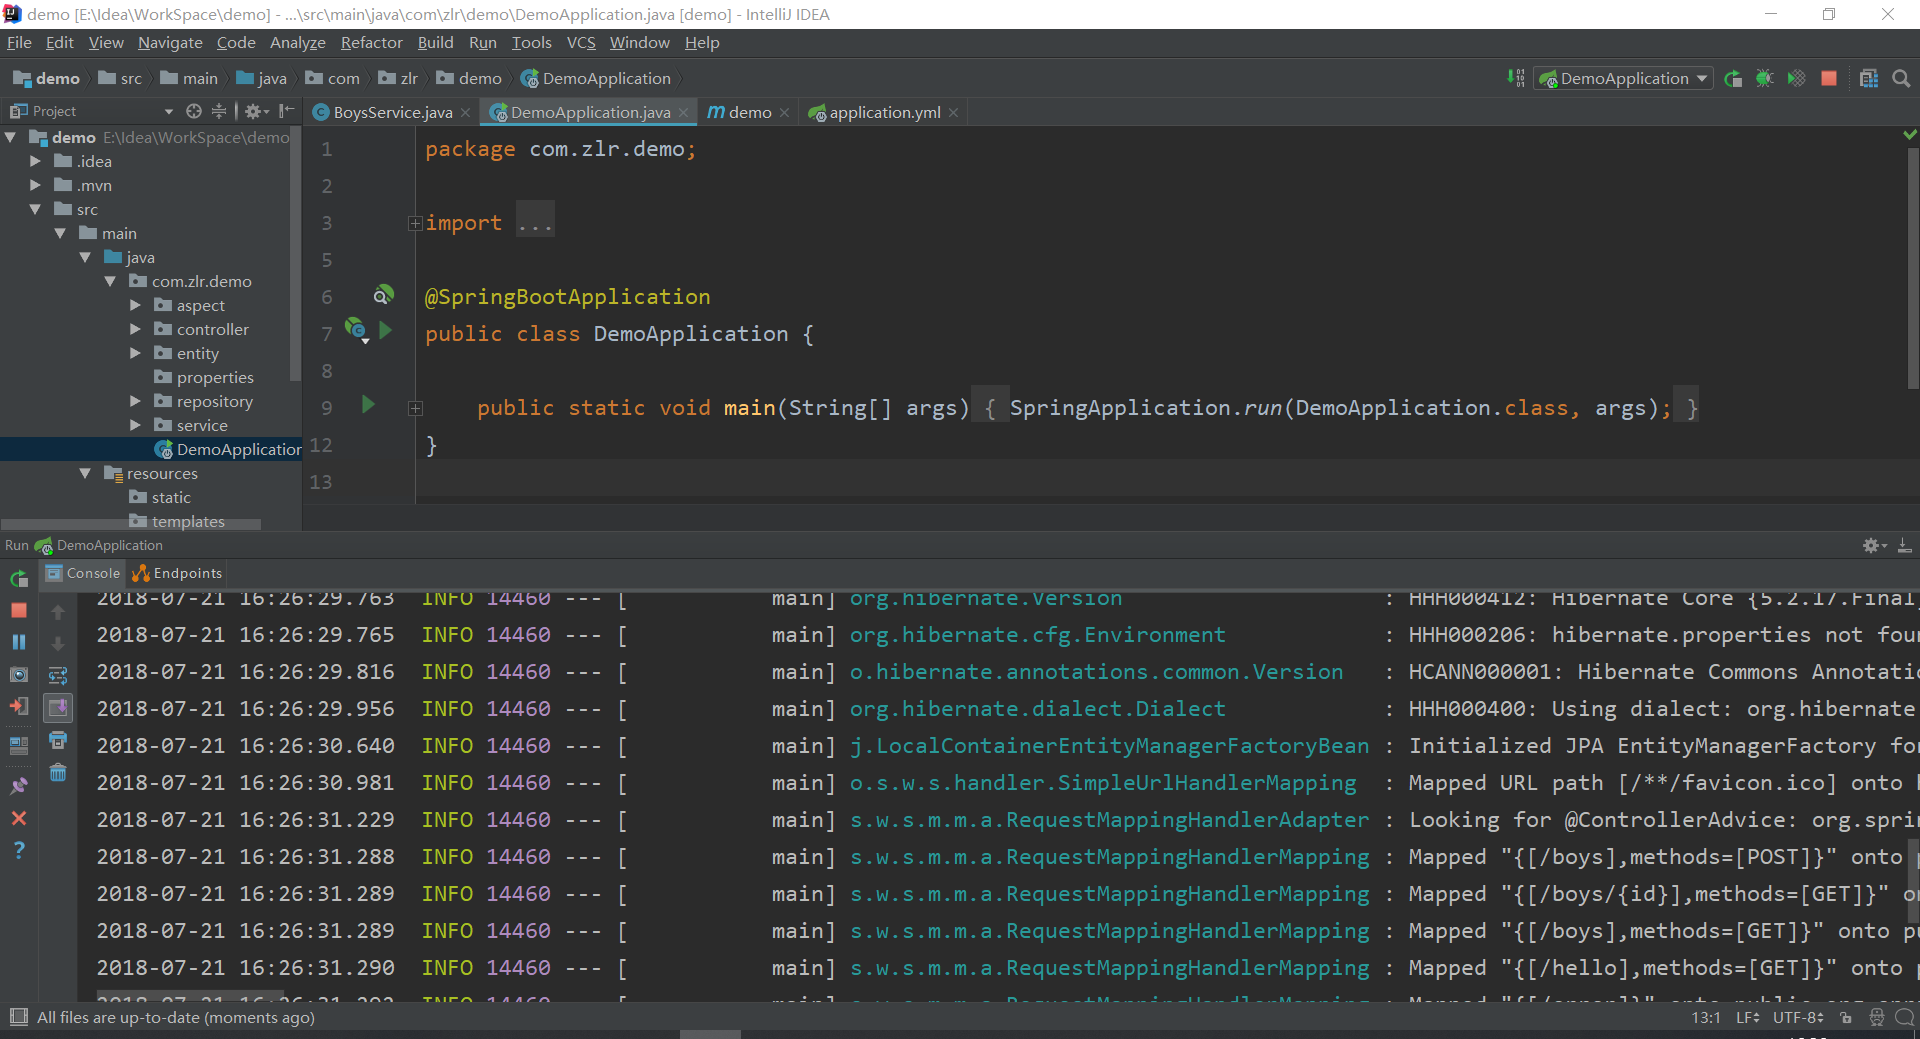 demo [E:\Idea\WorkSpace\demo] - ...\src\main\java\com\zlr\demo\DemoApplication.java [demo] - IntelliJ IDEA
File Edit View Navigate Code Analyze Refactor Build Run Tools VCS Window Help
demo src main java com zlr demo DemoApplication
DemoApplication
Project
BoysService.java DemoApplication.java m demo application.yml
demo E:\Idea\WorkSpace\demo
.idea
.mvn
src
main
java
com.zlr.demo
aspect
controller
entity
properties
repository
service
DemoApplication
resources
static
templates
1 package com.zlr.demo;
2
3 import ...
5
6 @SpringBootApplication
7 public class DemoApplication {
8
9 public static void main(String[] args) { SpringApplication.run(DemoApplication.class, args); }
12 }
13
Run DemoApplication
Console Endpoints
2018-07-21 16:26:29.763 INFO 14460 --- [ main] org.hibernate.Version : HHH000412: Hibernate Core {5.2.17.Final
2018-07-21 16:26:29.765 INFO 14460 --- [ main] org.hibernate.cfg.Environment : HHH000206: hibernate.properties not fou
2018-07-21 16:26:29.816 INFO 14460 --- [ main] o.hibernate.annotations.common.Version : HCANN000001: Hibernate Commons Annotati
2018-07-21 16:26:29.956 INFO 14460 --- [ main] org.hibernate.dialect.Dialect : HHH000400: Using dialect: org.hibernate
2018-07-21 16:26:30.640 INFO 14460 --- [ main] j.LocalContainerEntityManagerFactoryBean : Initialized JPA EntityManagerFactory fo
2018-07-21 16:26:30.981 INFO 14460 --- [ main] o.s.w.s.handler.SimpleUrlHandlerMapping : Mapped URL path [/**/favicon.ico] onto
2018-07-21 16:26:31.229 INFO 14460 --- [ main] s.w.s.m.m.a.RequestMappingHandlerAdapter : Looking for @ControllerAdvice: org.spri
2018-07-21 16:26:31.288 INFO 14460 --- [ main] s.w.s.m.m.a.RequestMappingHandlerMapping : Mapped "{[/boys],methods=[POST]}" onto
2018-07-21 16:26:31.289 INFO 14460 --- [ main] s.w.s.m.m.a.RequestMappingHandlerMapping : Mapped "{[/boys/{id}],methods=[GET]}" on
2018-07-21 16:26:31.289 INFO 14460 --- [ main] s.w.s.m.m.a.RequestMappingHandlerMapping : Mapped "{[/boys],methods=[GET]}" onto pu
2018-07-21 16:26:31.290 INFO 14460 --- [ main] s.w.s.m.m.a.RequestMappingHandlerMapping : Mapped "{[/hello],methods=[GET]}" onto
All files are up-to-date (moments ago)
13:1 LF UTF-8